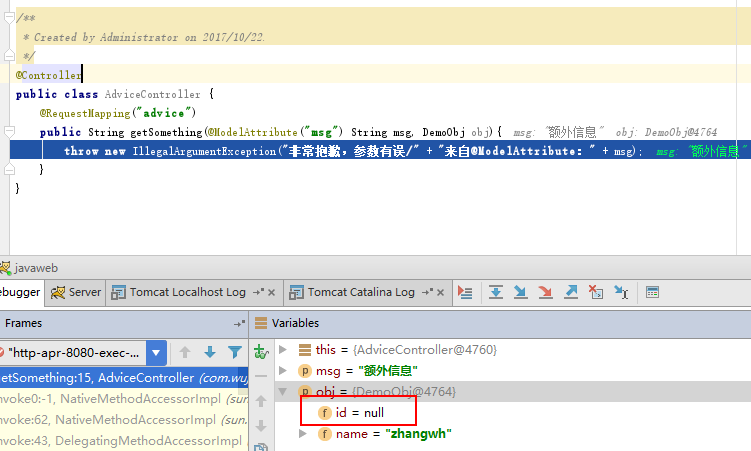 /**
* Created by Administrator on 2017/10/22.
*/
@Controller
public class AdviceController {
@RequestMapping("advice")
public String getSomething(@ModelAttribute("msg") String msg, DemoObj obj){ msg: "额外信息" obj: DemoObj@4764
throw new IllegalArgumentException("非常抱歉，参数有误/" + "来自@ModelAttribute: " + msg); msg: "额外信息"
}
}
javaweb
ebugger Server Tomcat Localhost Log Tomcat Catalina Log
Frames Variables
"http-apr-8080-exec-...
this = {AdviceController@4760}
etSomething:15, AdviceController (com.wu
msg = "额外信息"
nvoke0:-1, NativeMethodAccessorImpl (sun.
obj = {DemoObj@4764}
nvoke:62, NativeMethodAccessorImpl (sun.
id = null
nvoke:43, DelegatingMethodAccessorImpl
name = "zhangwh"